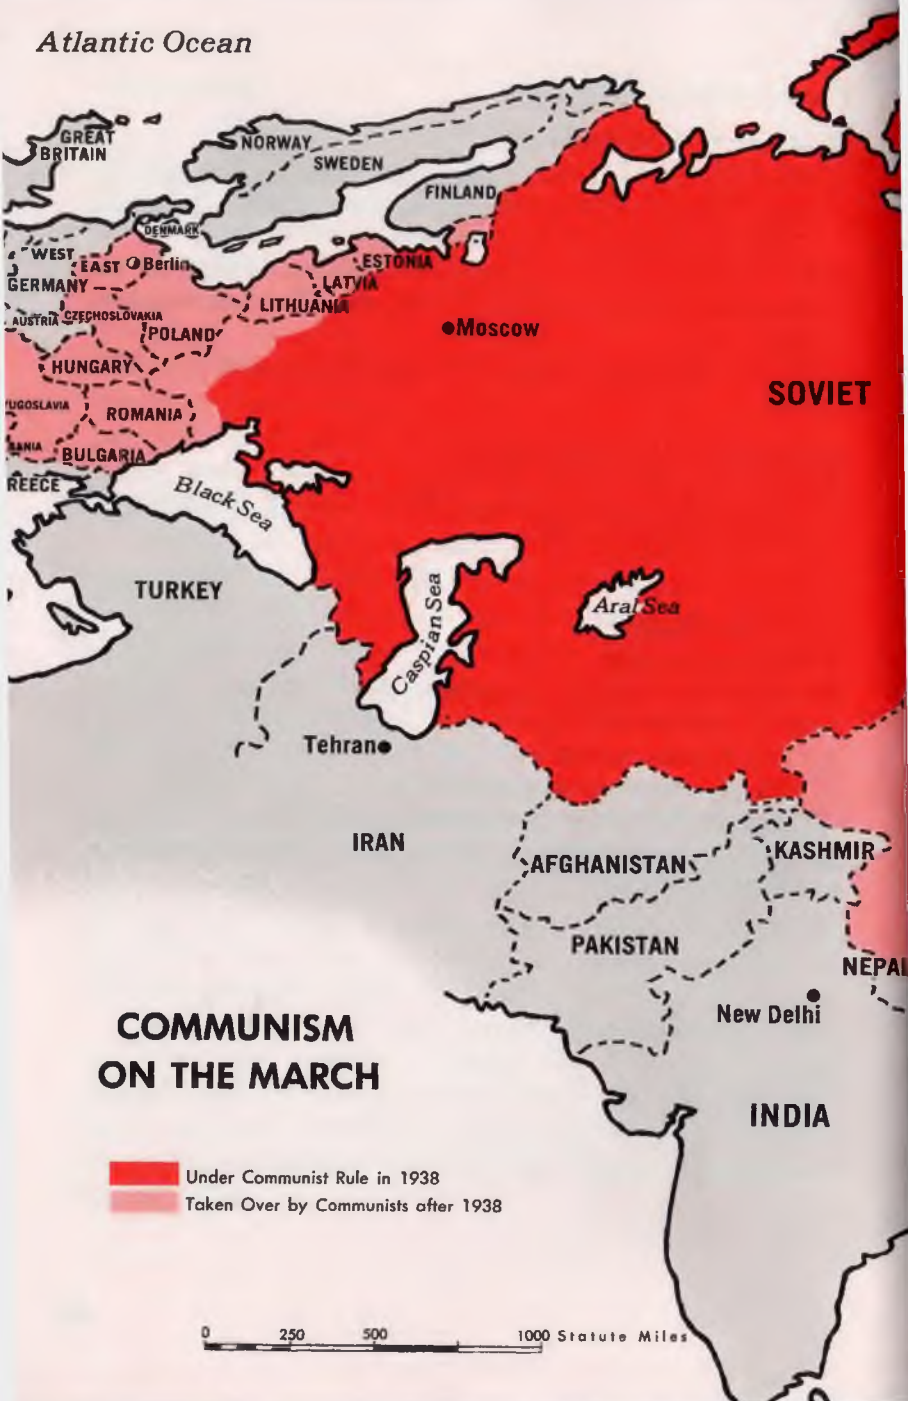 Atlantic Ocean
GREAT
BRITAIN
NORWAY
SWEDEN
FINLAND
DENMARK
WEST
EAST
Berlin
GERMANY
ESTONIA
LATVIA
LITHUANIA
AUSTRIA
CZECHOSLOVAKIA
POLAND
Moscow
HUNGARY
SOVIET
UGOSLAVIA
ROMANIA
BANIA
BULGARIA
REECE
Black Sea
TURKEY
Caspian Sea
Aral Sea
Tehran
IRAN
AFGHANISTAN
KASHMIR
PAKISTAN
NEPAL
New Delhi
INDIA
COMMUNISM
ON THE MARCH
Under Communist Rule in 1938
Taken Over by Communists after 1938
0 250 500 1000 Statute Miles